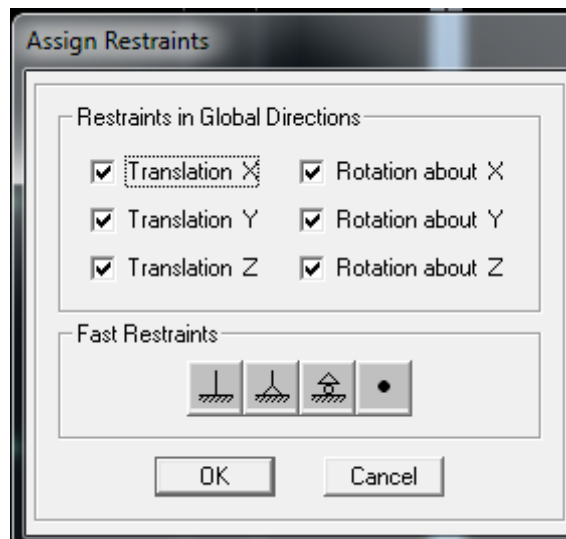 Assign Restraints
Restraints in Global Directions
Translation X Rotation about X
Translation Y Rotation about Y
Translation Z Rotation about Z
Fast Restraints
OK Cancel